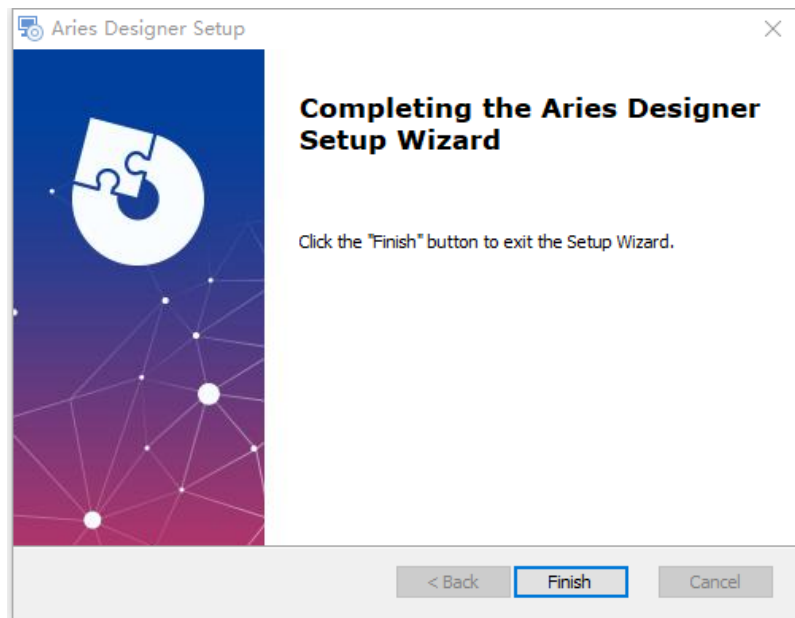 Aries Designer Setup
Completing the Aries Designer
Setup Wizard
Click the "Finish" button to exit the Setup Wizard.
< Back
Finish
Cancel